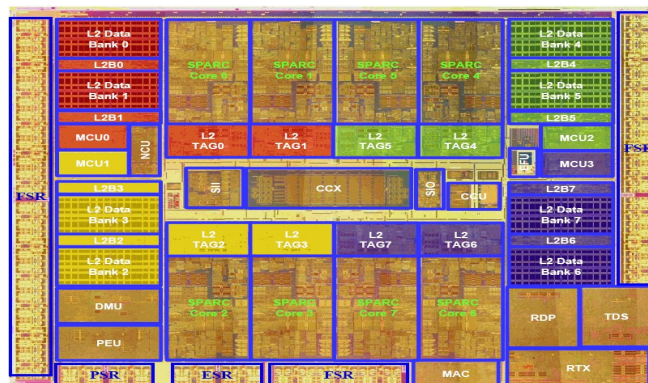 L2 Data
Bank 0
L2B0
L2 Data
Bank 1
L2B1
MCU0
MCU1
NCU
L2B3
L2 Data
Bank 3
L2B2
L2 Data
Bank 2
DMU
PEU
FSR
SPARC
Core 0
SPARC
Core 1
SPARC
Core 5
SPARC
Core 4
L2
TAG0
L2
TAG1
L2
TAG5
L2
TAG4
SII
CCX
SIO
CCU
L2
TAG2
L2
TAG3
L2
TAG7
L2
TAG6
SPARC
Core 2
SPARC
Core 3
SPARC
Core 7
SPARC
Core 6
L2 Data
Bank 4
L2B4
L2 Data
Bank 5
L2B5
MCU2
MCU3
L2B7
L2 Data
Bank 7
L2B6
L2 Data
Bank 6
RDP
TDS
RTX
PSR
ESR
FSR
MAC